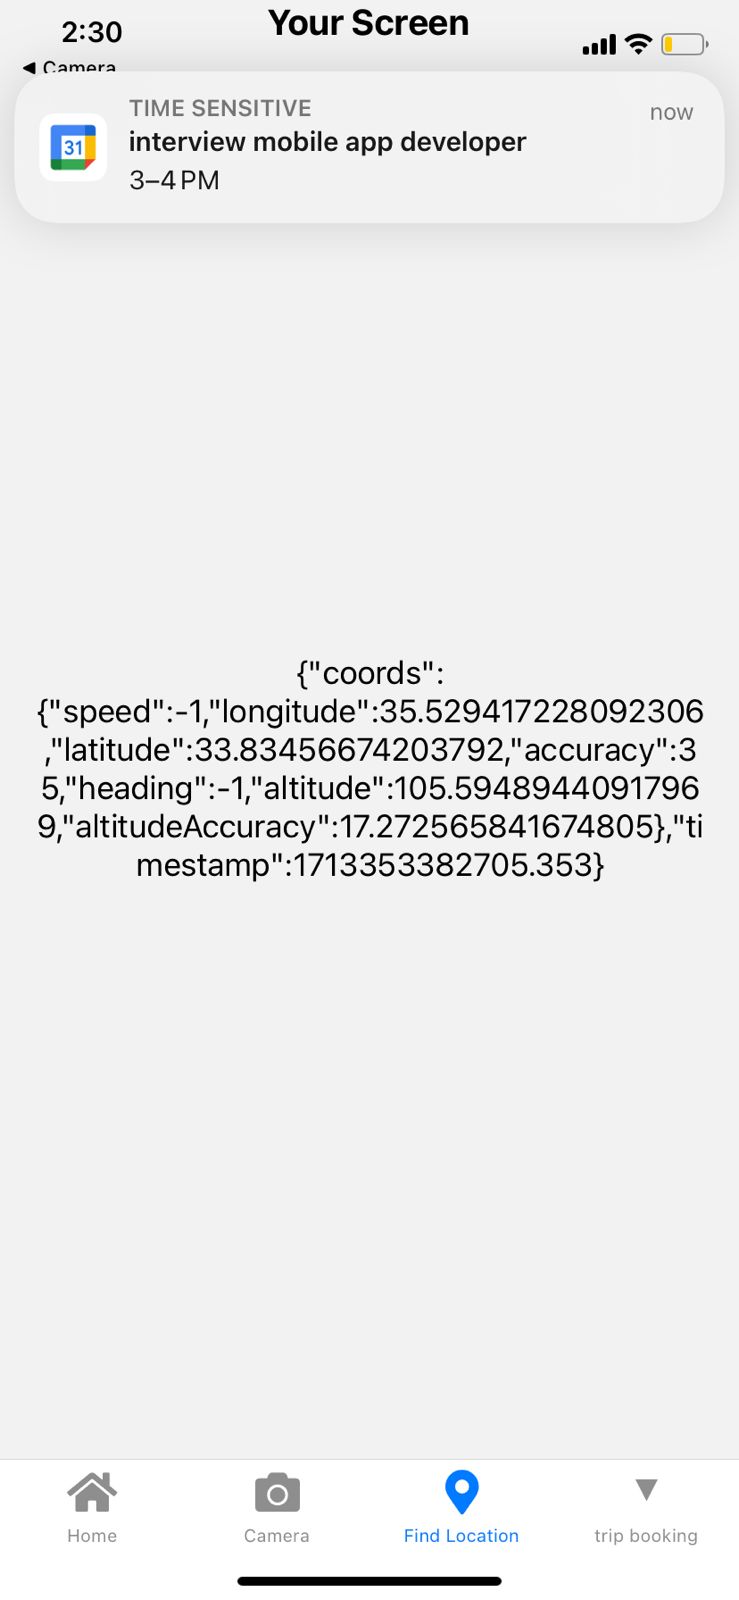 2:30
Your Screen
◀ Camera
TIME SENSITIVE
now
31
interview mobile app developer
3–4 PM
{"coords":
{"speed":-1,"longitude":35.529417228092306
,"latitude":33.83456674203792,"accuracy":3
5,"heading":-1,"altitude":105.5948944091796
9,"altitudeAccuracy":17.272565841674805},"ti
mestamp":1713353382705.353}
Home
Camera
Find Location
trip booking